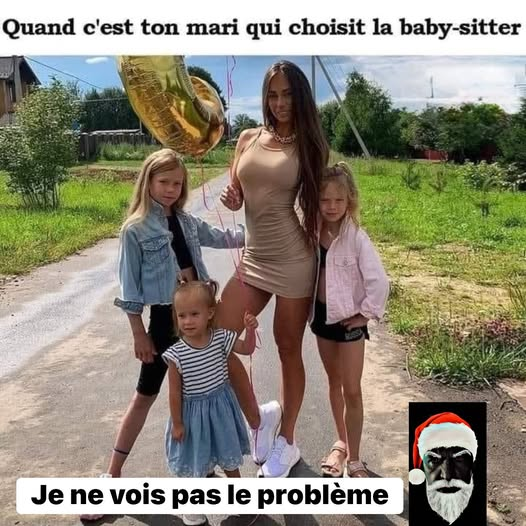 Quand c'est ton mari qui choisit la baby-sitter
Je ne vois pas le problème